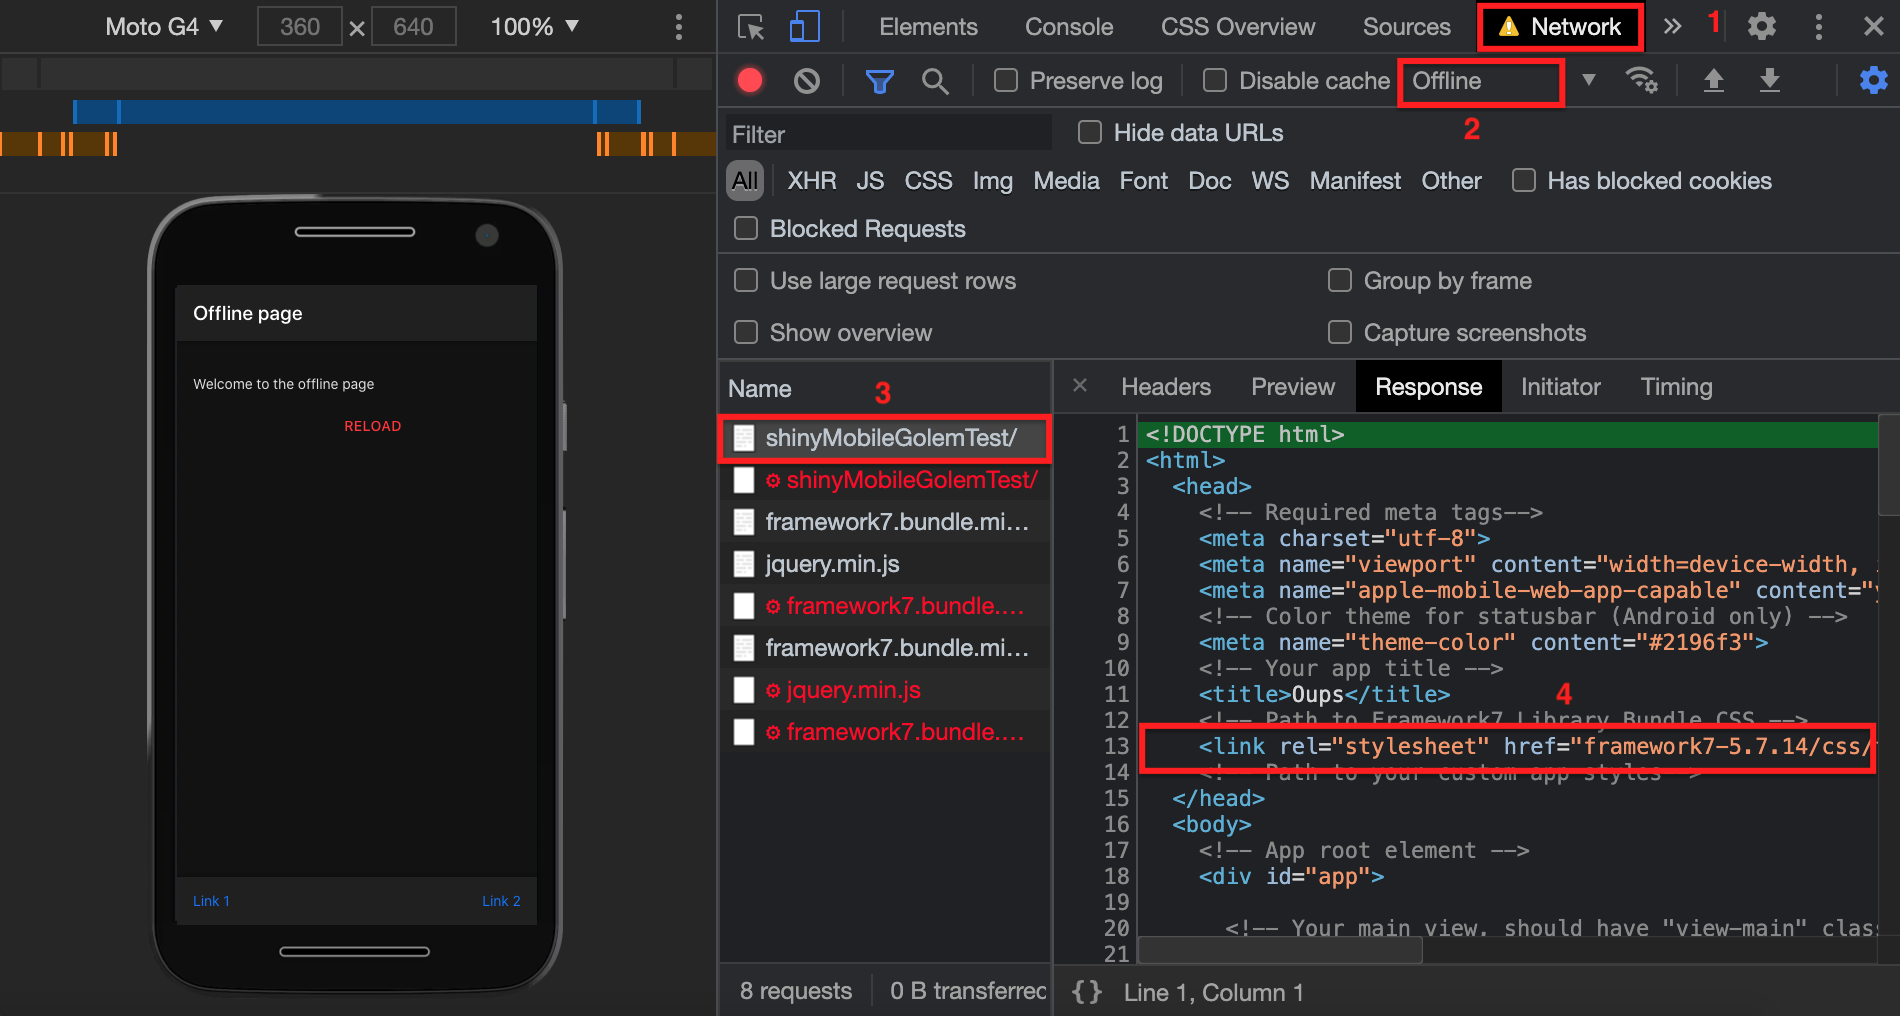 Moto G4 ▼ 360 × 640 100% ▼
Elements Console CSS Overview Sources Network » 1
Preserve log Disable cache Offline ▼
2
Filter Hide data URLs
All XHR JS CSS Img Media Font Doc WS Manifest Other Has blocked cookies
Blocked Requests
Use large request rows Group by frame
Show overview Capture screenshots
Offline page
Welcome to the offline page
RELOAD
Link 1 Link 2
Name 3
shinyMobileGolemTest/
shinyMobileGolemTest/
framework7.bundle.mi…
jquery.min.js
framework7.bundle.…
framework7.bundle.mi…
jquery.min.js
framework7.bundle.…
8 requests 0 B transferred
× Headers Preview Response Initiator Timing
1 <!DOCTYPE html>
2 <html>
3 <head>
4 <!-- Required meta tags-->
5 <meta charset="utf-8">
6 <meta name="viewport" content="width=device-width,
7 <meta name="apple-mobile-web-app-capable" content="y
8 <!-- Color theme for statusbar (Android only) -->
9 <meta name="theme-color" content="#2196f3">
10 <!-- Your app title -->
11 <title>Oups</title> 4
12 <!-- Path to Framework7 Library Bundle CSS -->
13 <link rel="stylesheet" href="framework7-5.7.14/css/
14 <!-- Path to your custom app styles-->
15 </head>
16 <body>
17 <!-- App root element -->
18 <div id="app">
19
20 <!-- Your main view, should have "view-main" clas
21
{} Line 1, Column 1